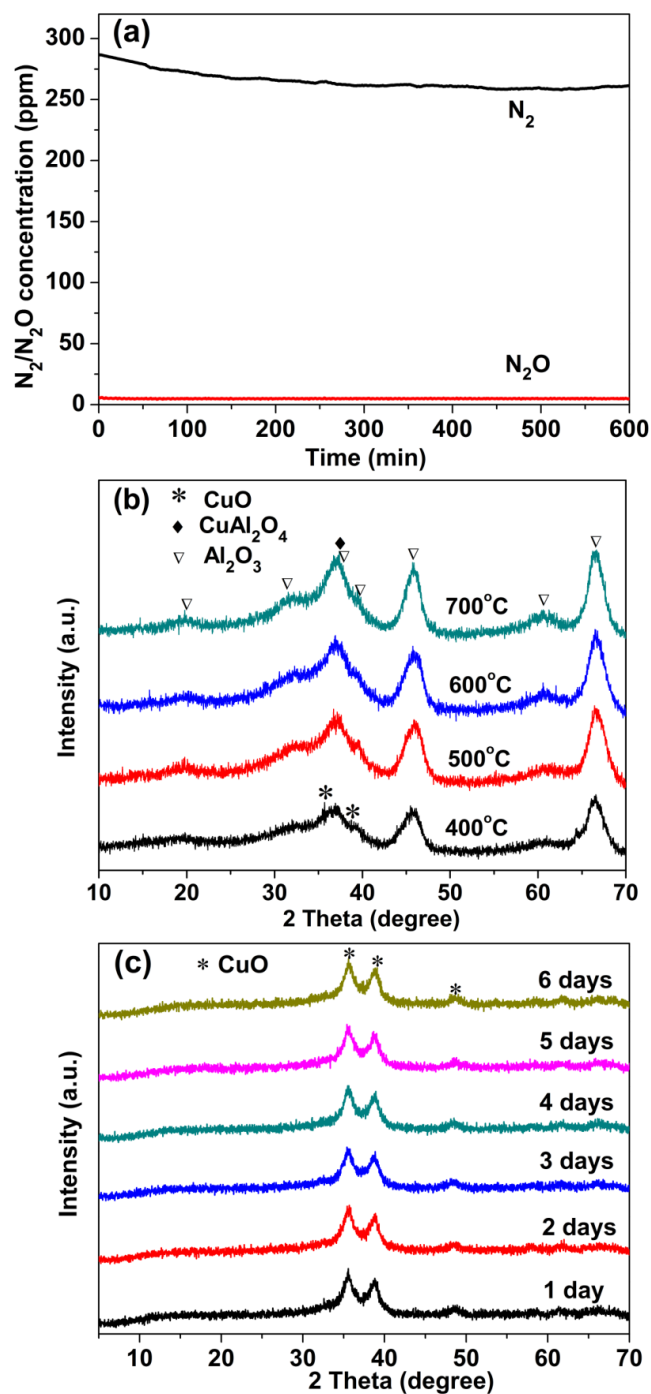 (a)
N₂/N₂O concentration (ppm)
300
250
200
150
100
50
0
N₂
N₂O
0 100 200 300 400 500 600
Time (min)
(b)
* CuO
♦ CuAl₂O₄
▽ Al₂O₃
Intensity (a.u.)
700°C
600°C
500°C
400°C
10 20 30 40 50 60 70
2 Theta (degree)
(c)
* CuO
Intensity (a.u.)
6 days
5 days
4 days
3 days
2 days
1 day
10 20 30 40 50 60 70
2 Theta (degree)